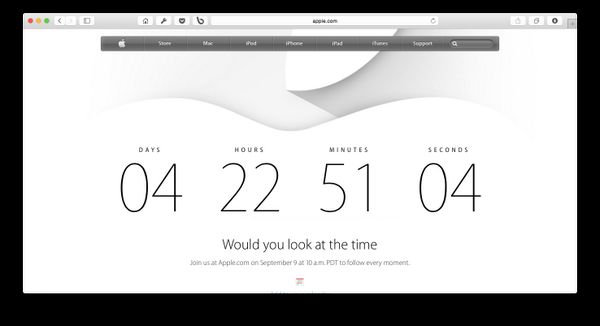 apple.com
Store Mac iPod iPhone iPad iTunes Support
DAYS HOURS MINUTES SECONDS
04 22 51 04
Would you look at the time
Join us at Apple.com on September 9 at 10 a.m. PDT to follow every moment.